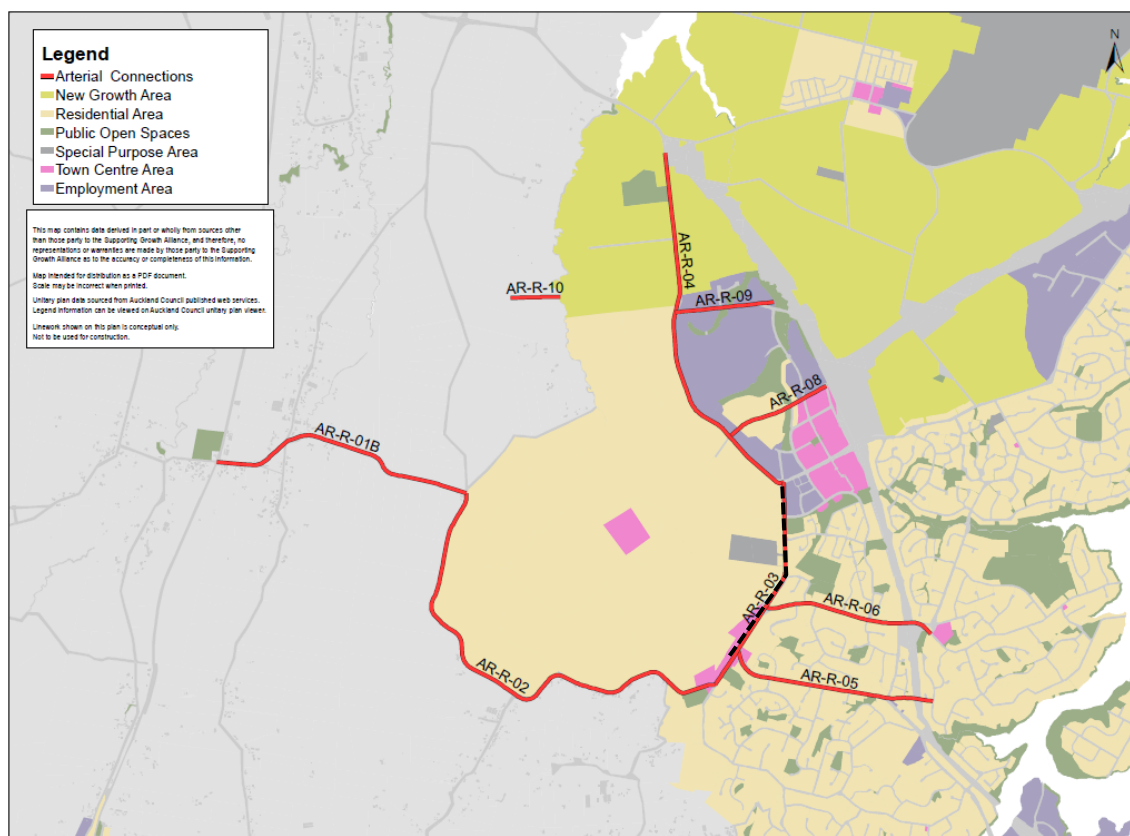 Legend
Arterial Connections
New Growth Area
Residential Area
Public Open Spaces
Special Purpose Area
Town Centre Area
Employment Area
This map contains data derived in part or wholly from sources other
than those party to the Supporting Growth Alliance, and therefore, no
representations or warranties are made by those party to the Supporting
Growth Alliance as to the accuracy or completeness of this information.
Map intended for distribution as a PDF document.
Scale may be incorrect when printed.
Unitary plan data sourced from Auckland Council published web services.
Legend information can be viewed on Auckland Council unitary plan viewer.
Linework shown on this plan is conceptual only.
Not to be used for construction.
N
AR-R-04
AR-R-10
AR-R-09
AR-R-08
AR-R-01B
AR-R-03
AR-R-06
AR-R-02
AR-R-05